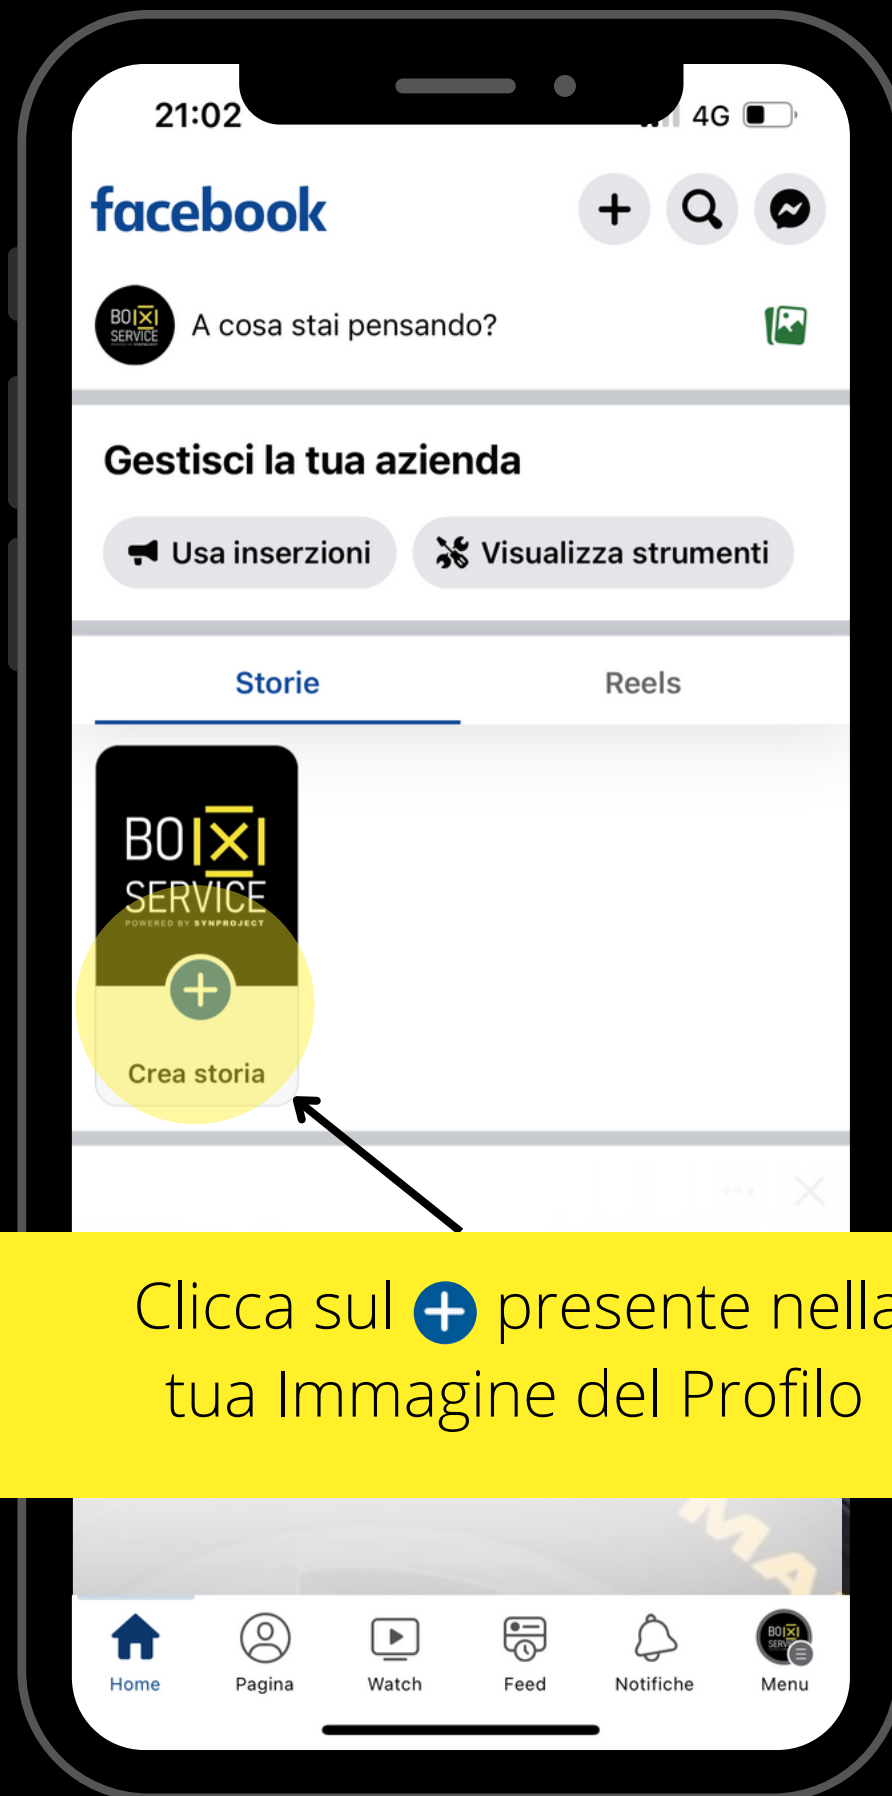 21:02 4G
facebook
BO|X|
SERVICE
A cosa stai pensando?
Gestisci la tua azienda
Usa inserzioni Visualizza strumenti
Storie Reels
BO|X|
SERVICE
POWERED BY SYNPROJECT
Crea storia
Clicca sul + presente nella
tua Immagine del Profilo
MA
Home Pagina Watch Feed Notifiche Menu